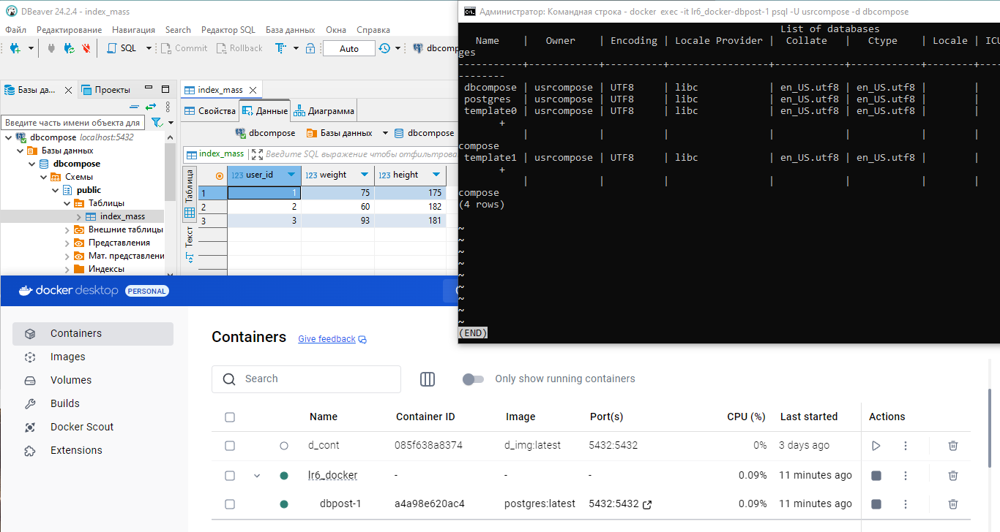 DBeaver 24.2.4 - index_mass
Файл Редактирование Навигация Search Редактор SQL База данных Окна Справка
SQL Commit Rollback Auto dbcomp
Базы да... Проекты
Введите часть имени объекта для
dbcompose localhost:5432
Базы данных
dbcompose
Схемы
public
Таблицы
index_mass
Внешние таблицы
Представления
Мат. представлени
Индексы
index_mass
Свойства Данные Диаграмма
dbcompose Базы данных dbcompose
index_mass Введите SQL выражение чтобы отфильтрова
Таблица
Текст
123 user_id 123 weight 123 height
1 1 75 175
2 2 60 182
3 3 93 181
Администратор: Командная строка - docker exec -it lr6_docker-dbpost-1 psql -U usrcompose -d dbcompose
List of databases
Name | Owner | Encoding | Locale Provider | Collate | Ctype | Locale | ICU
ges
-----------+------------+----------+-----------------+------------+------------+--------+----
--------
dbcompose | usrcompose | UTF8 | libc | en_US.utf8 | en_US.utf8 | |
postgres | usrcompose | UTF8 | libc | en_US.utf8 | en_US.utf8 | |
template0 | usrcompose | UTF8 | libc | en_US.utf8 | en_US.utf8 | |
+
| | | | | | |
compose
template1 | usrcompose | UTF8 | libc | en_US.utf8 | en_US.utf8 | |
+
| | | | | | |
compose
(4 rows)
~
~
~
~
~
~
~
~
~
(END)
docker desktop PERSONAL
Containers
Images
Volumes
Builds
Docker Scout
Extensions
Containers Give feedback
Search Only show running containers
Name Container ID Image Port(s) CPU (%) Last started Actions
d_cont 085f638a8374 d_img:latest 5432:5432 0% 3 days ago
lr6_docker - - - 0.09% 11 minutes ago
dbpost-1 a4a98e620ac4 postgres:latest 5432:5432 0.09% 11 minutes ago